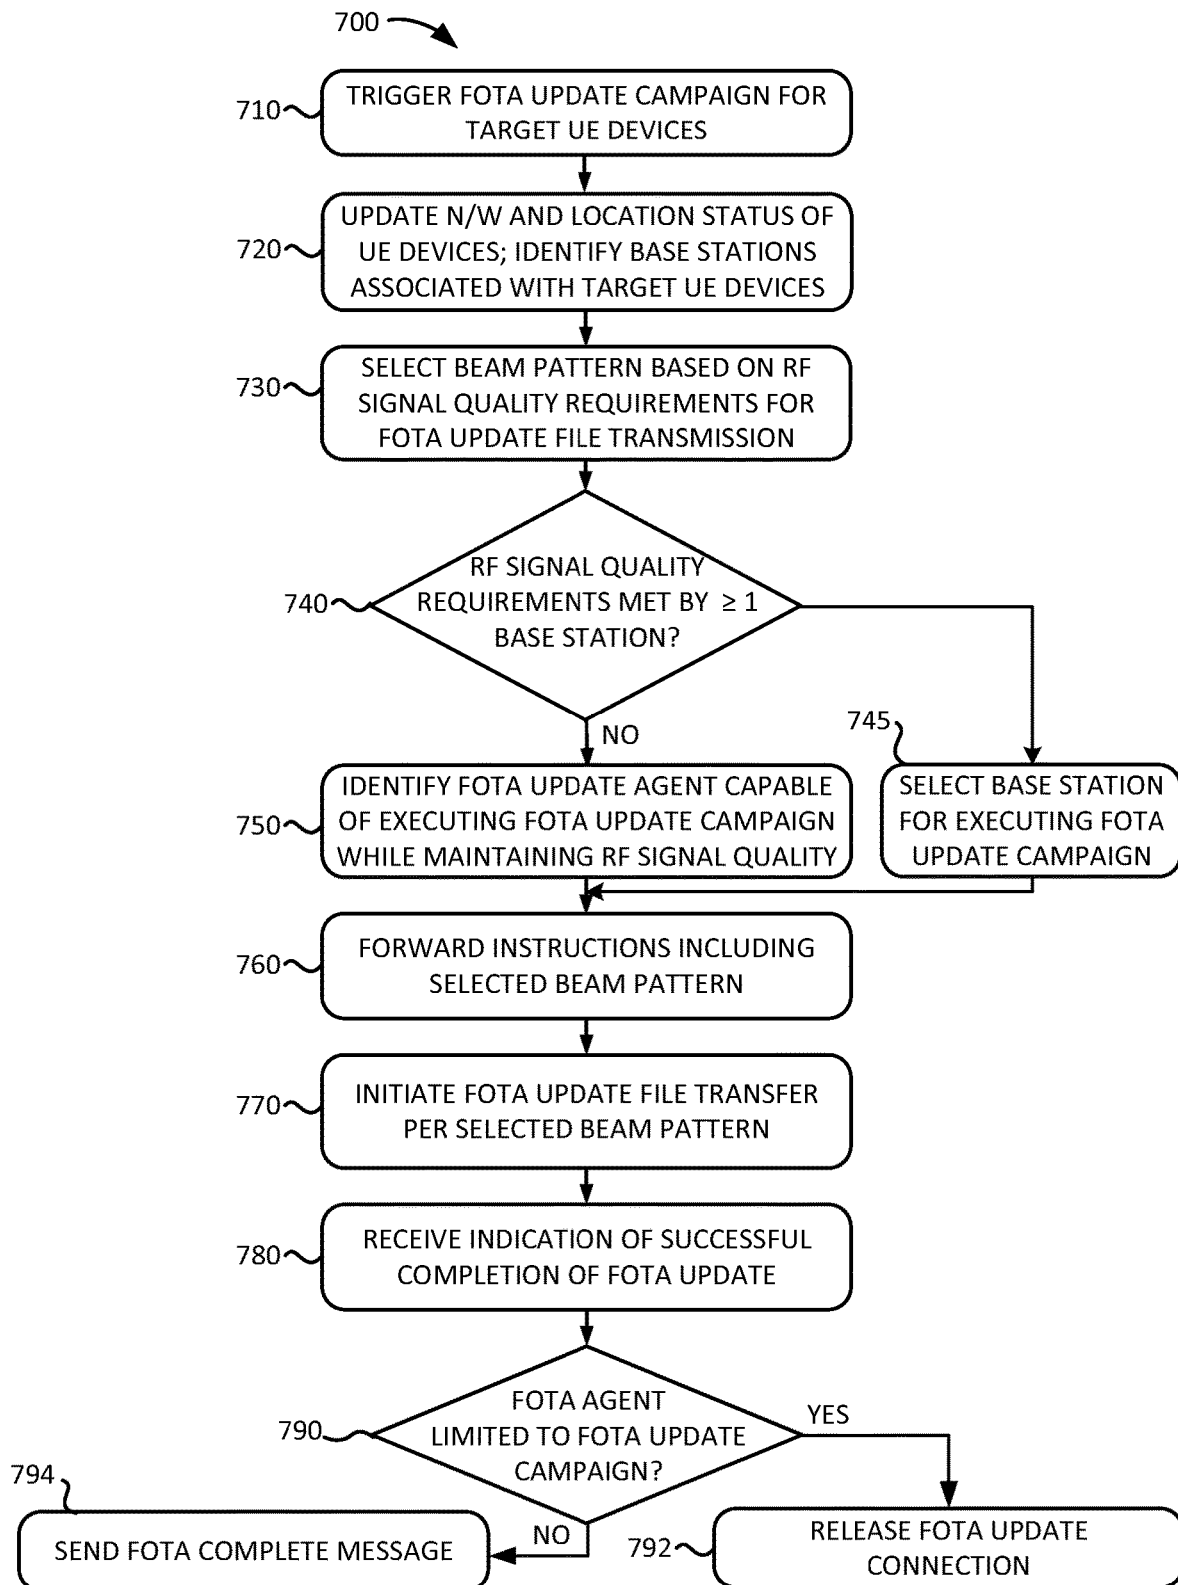 700
710
TRIGGER FOTA UPDATE CAMPAIGN FOR
TARGET UE DEVICES
720
UPDATE N/W AND LOCATION STATUS OF
UE DEVICES; IDENTIFY BASE STATIONS
ASSOCIATED WITH TARGET UE DEVICES
730
SELECT BEAM PATTERN BASED ON RF
SIGNAL QUALITY REQUIREMENTS FOR
FOTA UPDATE FILE TRANSMISSION
740
RF SIGNAL QUALITY
REQUIREMENTS MET BY ≥ 1
BASE STATION?
NO
745
SELECT BASE STATION
FOR EXECUTING FOTA
UPDATE CAMPAIGN
750
IDENTIFY FOTA UPDATE AGENT CAPABLE
OF EXECUTING FOTA UPDATE CAMPAIGN
WHILE MAINTAINING RF SIGNAL QUALITY
760
FORWARD INSTRUCTIONS INCLUDING
SELECTED BEAM PATTERN
770
INITIATE FOTA UPDATE FILE TRANSFER
PER SELECTED BEAM PATTERN
780
RECEIVE INDICATION OF SUCCESSFUL
COMPLETION OF FOTA UPDATE
790
FOTA AGENT
LIMITED TO FOTA UPDATE
CAMPAIGN?
YES
NO
794
SEND FOTA COMPLETE MESSAGE
792
RELEASE FOTA UPDATE
CONNECTION